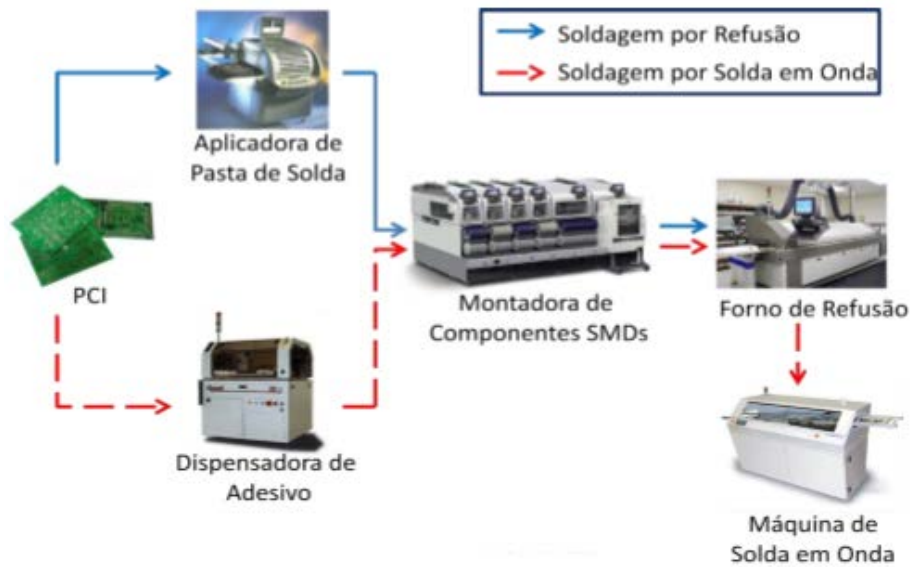 Soldagem por Refusão
Soldagem por Solda em Onda
Aplicadora de
Pasta de Solda
PCI
Montadora de
Componentes SMDs
Forno de Refusão
Dispensadora de
Adesivo
Máquina de
Solda em Onda